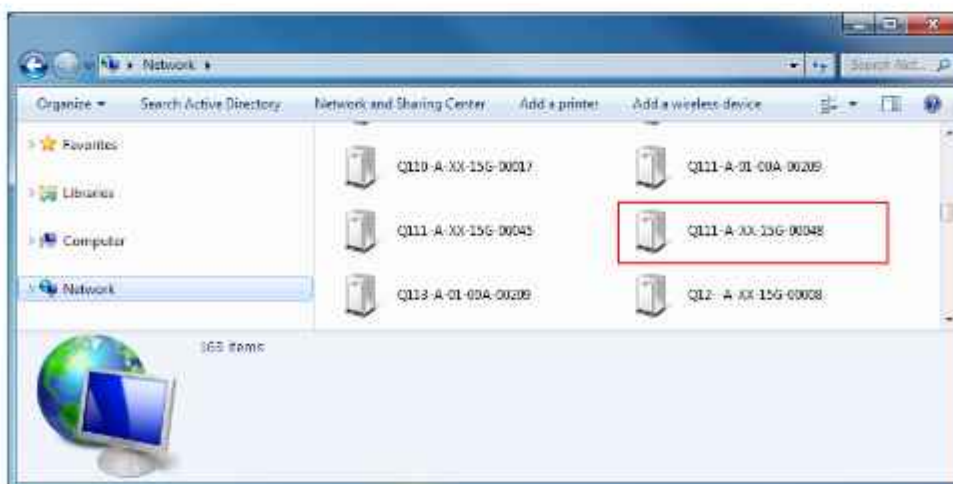 Network
Organize Search Active Directory Network and Sharing Center Add a printer Add a wireless device
Favorites
Libraries
Computer
Network
Q110-A-XX-15G-00017
Q111-A-01-00A-00209
Q111-A-XX-15G-00045
Q111-A-XX-15G-00048
Q113-A-01-00A-00209
A-XX-15G-00008
items